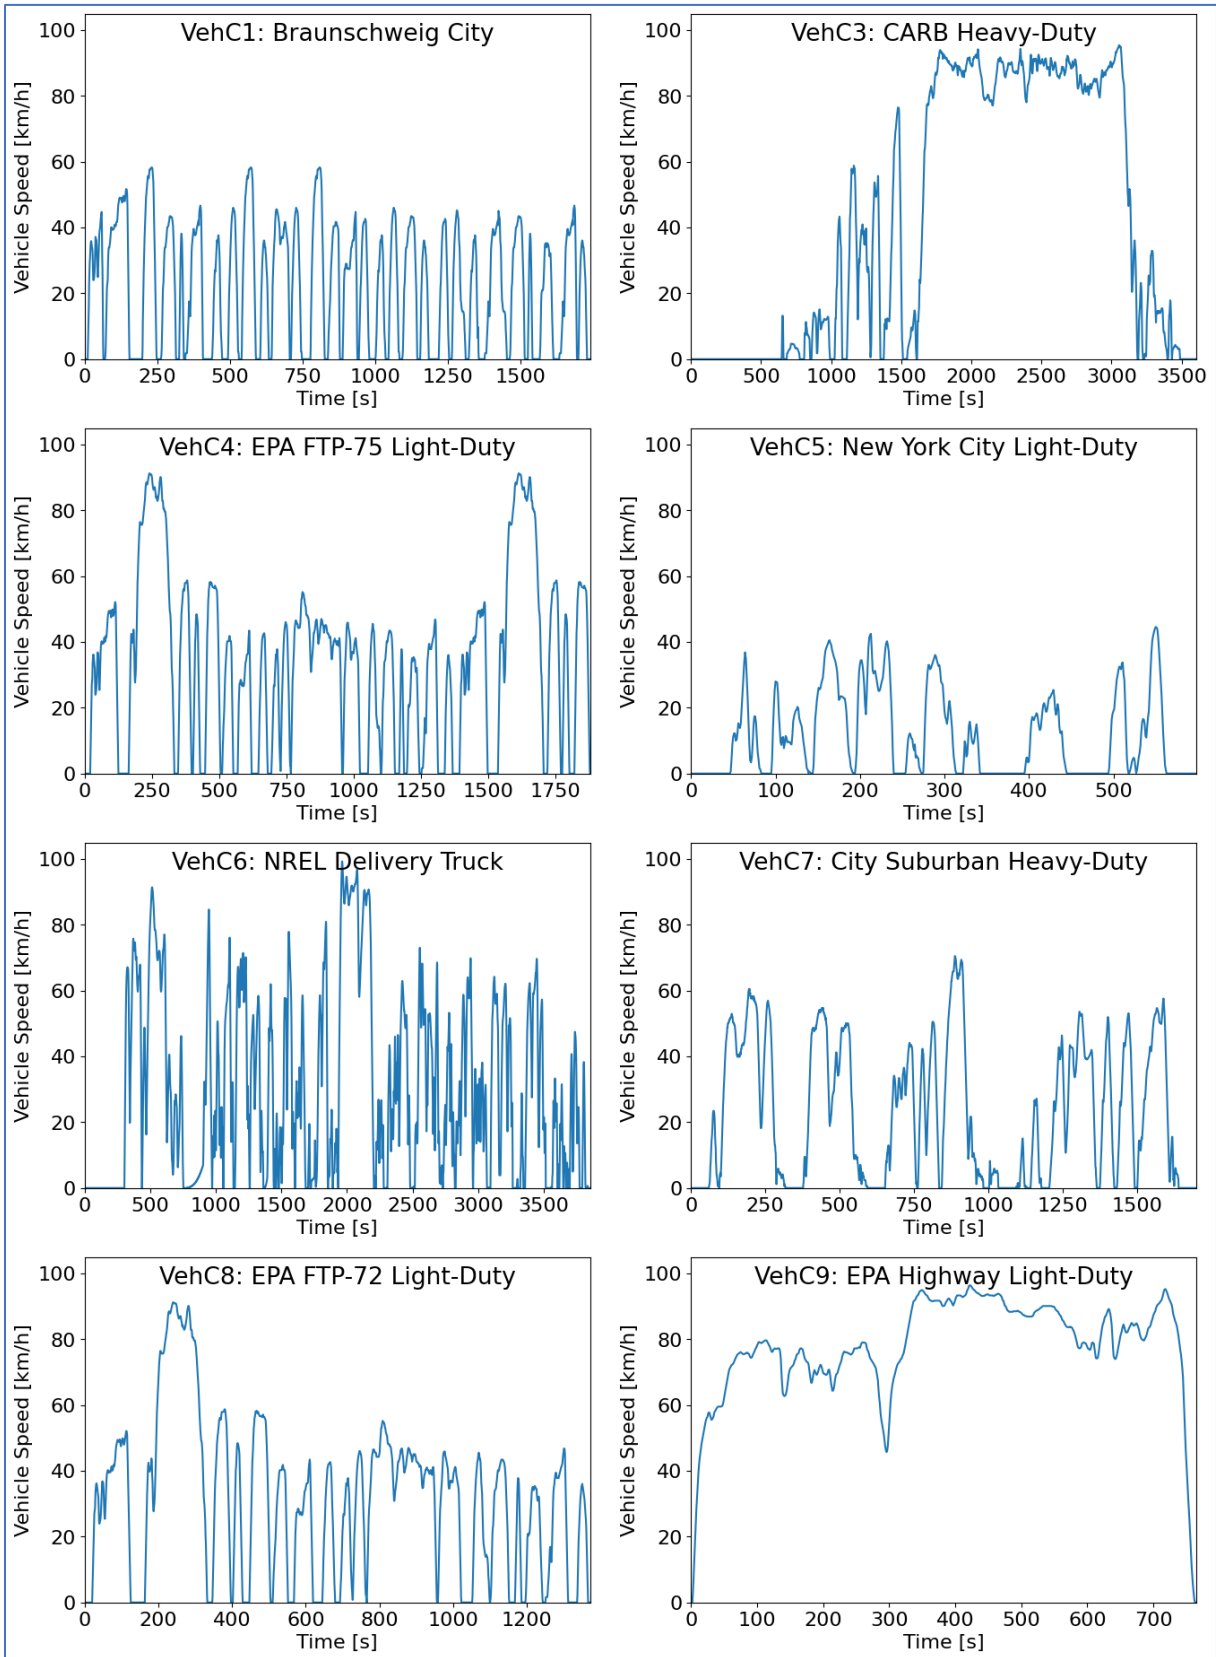 VehC1: Braunschweig City
Vehicle Speed [km/h]
100
80
60
40
20
0
0 250 500 750 1000 1250 1500
Time [s]
VehC3: CARB Heavy-Duty
Vehicle Speed [km/h]
100
80
60
40
20
0
0 500 1000 1500 2000 2500 3000 3500
Time [s]
VehC4: EPA FTP-75 Light-Duty
Vehicle Speed [km/h]
100
80
60
40
20
0
0 250 500 750 1000 1250 1500 1750
Time [s]
VehC5: New York City Light-Duty
Vehicle Speed [km/h]
100
80
60
40
20
0
0 100 200 300 400 500
Time [s]
VehC6: NREL Delivery Truck
Vehicle Speed [km/h]
100
80
60
40
20
0
0 500 1000 1500 2000 2500 3000 3500
Time [s]
VehC7: City Suburban Heavy-Duty
Vehicle Speed [km/h]
100
80
60
40
20
0
0 250 500 750 1000 1250 1500
Time [s]
VehC8: EPA FTP-72 Light-Duty
Vehicle Speed [km/h]
100
80
60
40
20
0
0 200 400 600 800 1000 1200
Time [s]
VehC9: EPA Highway Light-Duty
Vehicle Speed [km/h]
100
80
60
40
20
0
0 100 200 300 400 500 600 700
Time [s]